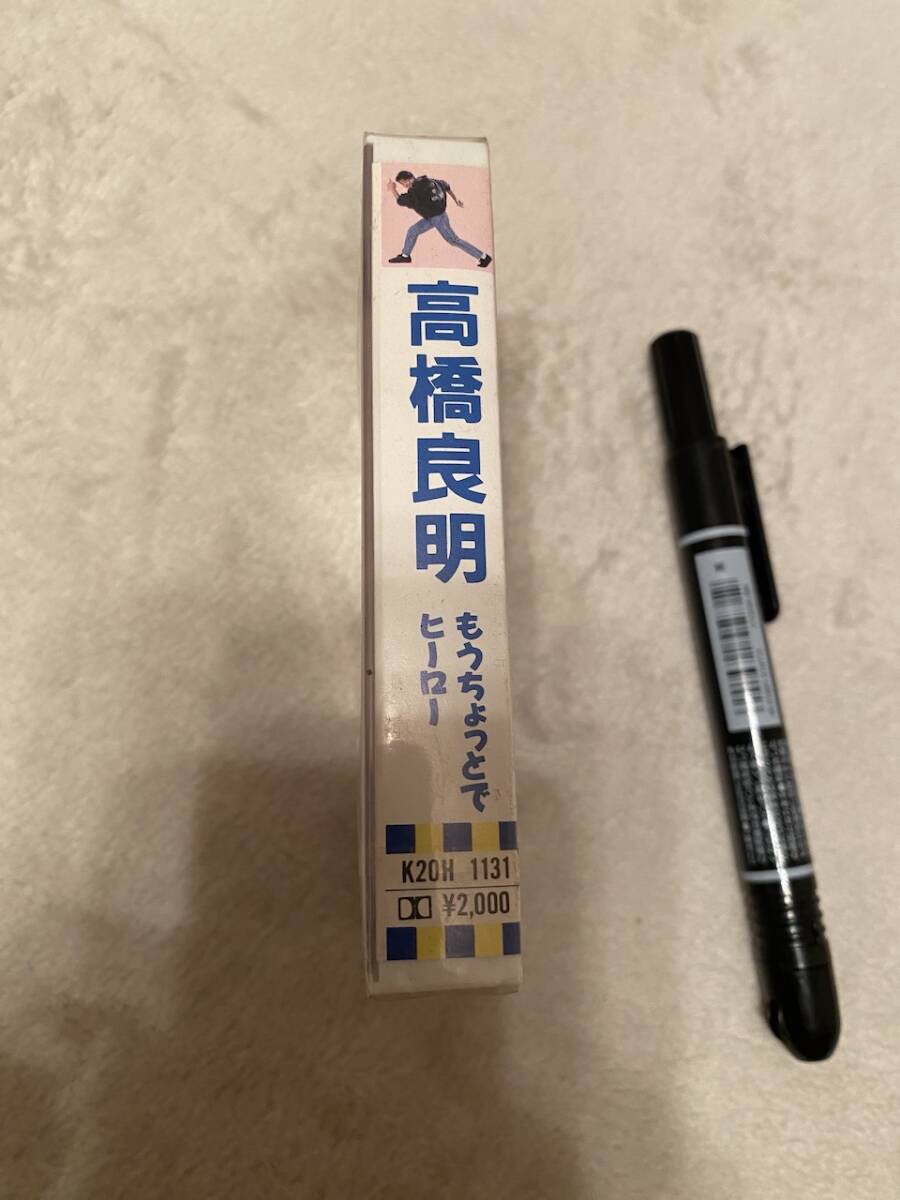 高橋良明
もうちょっとで
ヒーロー
K20H 1131
¥2,000